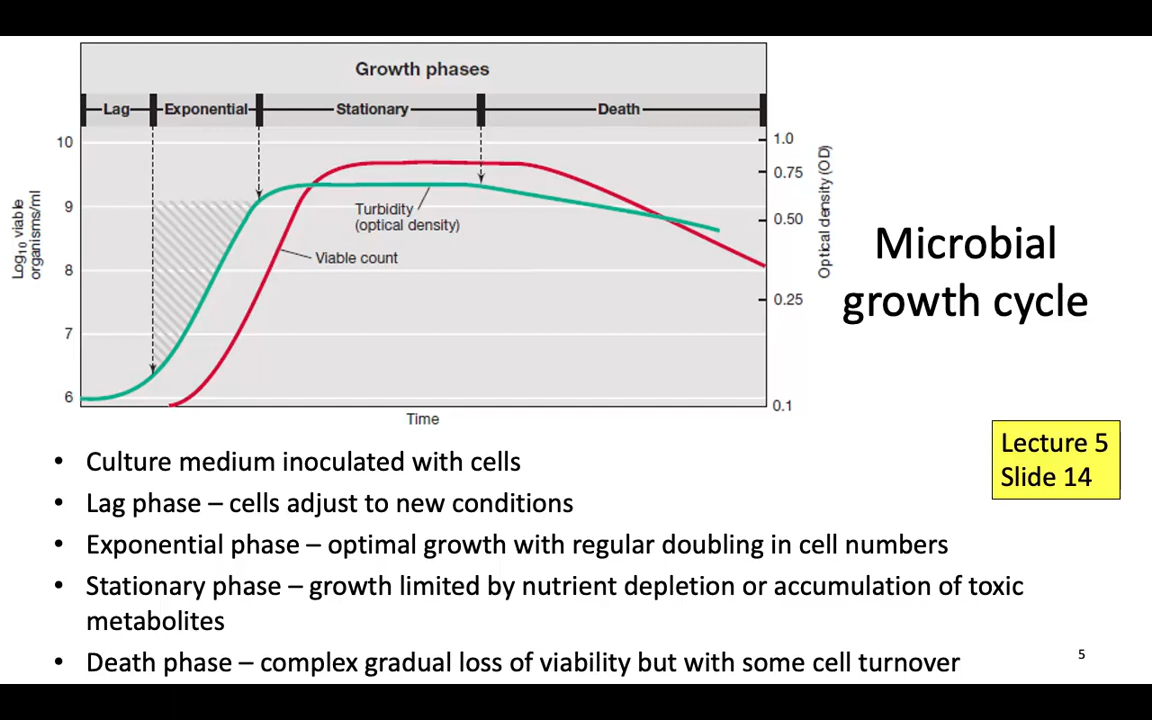 Growth phases
Lag Exponential Stationary Death
10
9
8
7
6
Log10 viable
organisms/ml
1.0
0.75
0.50
0.25
0.1
Optical density (OD)
Turbidity
(optical density)
Viable count
Time
Microbial
growth cycle
Lecture 5
Slide 14
• Culture medium inoculated with cells
• Lag phase – cells adjust to new conditions
• Exponential phase – optimal growth with regular doubling in cell numbers
• Stationary phase – growth limited by nutrient depletion or accumulation of toxic
metabolites
• Death phase – complex gradual loss of viability but with some cell turnover
5